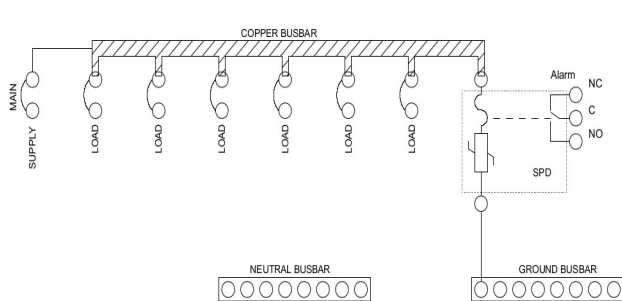 COPPER BUSBAR
MAIN
SUPPLY
LOAD
LOAD
LOAD
LOAD
LOAD
LOAD
Alarm
NC
C
NO
SPD
NEUTRAL BUSBAR
GROUND BUSBAR